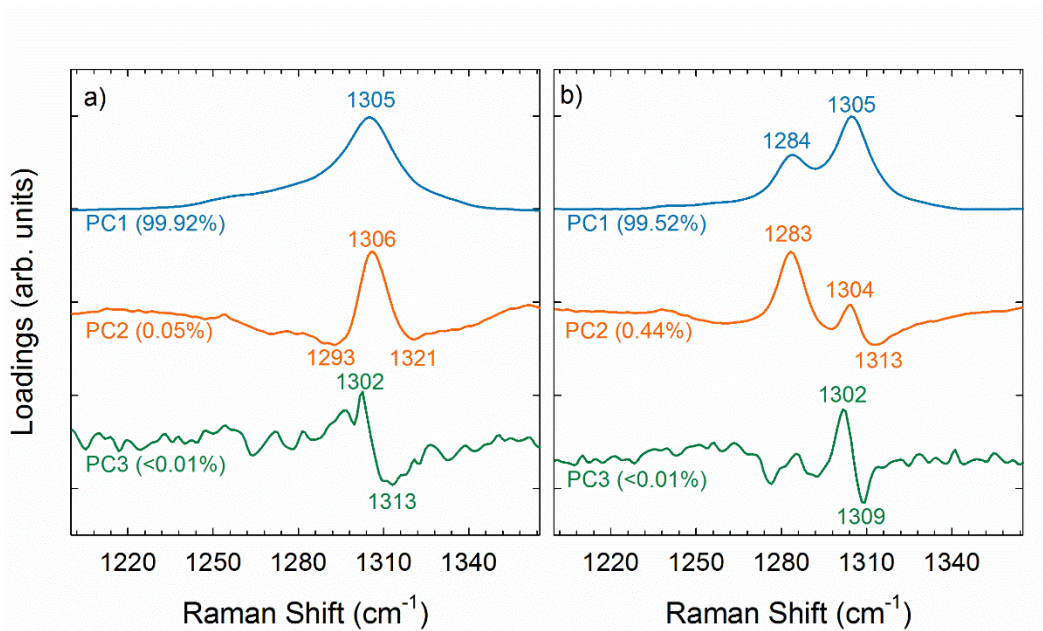 a)
1305
PC1 (99.92%)
1306
PC2 (0.05%)
1293
1321
1302
PC3 (<0.01%)
1313
1220
1250
1280
1310
1340
Raman Shift (cm⁻¹)
b)
1305
1284
PC1 (99.52%)
1283
1304
PC2 (0.44%)
1313
1302
PC3 (<0.01%)
1309
1220
1250
1280
1310
1340
Raman Shift (cm⁻¹)
Loadings (arb. units)